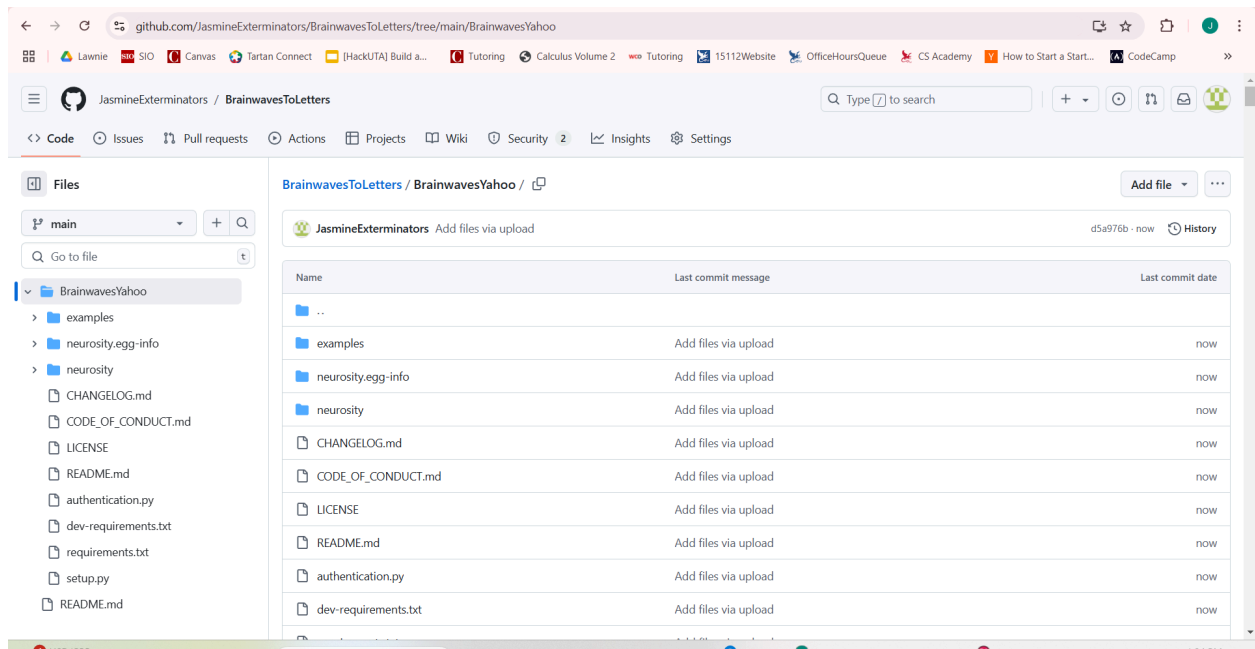 github.com/JasmineExterminators/BrainwavesToLetters/tree/main/BrainwavesYahoo
J
Lawnie SIO SIO Canvas Tartan Connect [HackUTA] Build a... Tutoring Calculus Volume 2 wco Tutoring 15112Website OfficeHoursQueue CS Academy Y How to Start a Start... (A) CodeCamp »
JasmineExterminators / BrainwavesToLetters
Type / to search
<> Code Issues Pull requests Actions Projects Wiki Security 2 Insights Settings
Files
BrainwavesToLetters / BrainwavesYahoo /
Add file
main
JasmineExterminators Add files via upload
d5a976b · now History
Go to file t
Name Last commit message Last commit date
BrainwavesYahoo
..
examples
examples Add files via upload now
neurosity.egg-info
neurosity.egg-info Add files via upload now
neurosity
neurosity Add files via upload now
CHANGELOG.md
CHANGELOG.md Add files via upload now
CODE_OF_CONDUCT.md
CODE_OF_CONDUCT.md Add files via upload now
LICENSE
LICENSE Add files via upload now
README.md
README.md Add files via upload now
authentication.py
authentication.py Add files via upload now
dev-requirements.txt
dev-requirements.txt Add files via upload now
requirements.txt
setup.py
README.md